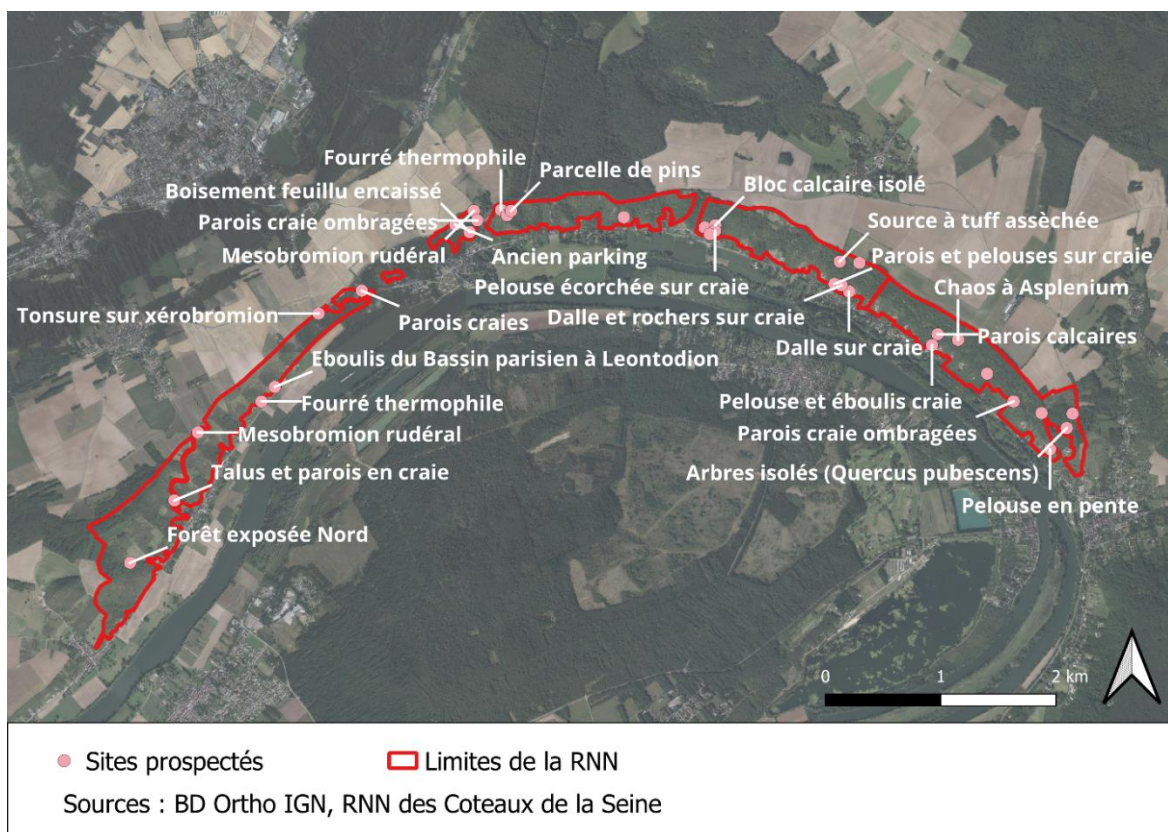 Fourré thermophile
Parcelle de pins
Boisement feuillu encaissé
Bloc calcaire isolé
Parois craie ombragées
Source à tuff assèchée
Mesobromion rudéral
Ancien parking
Parois et pelouses sur craie
Pelouse écorchée sur craie
Chaos à Asplenium
Tonsure sur xérobromion
Parois craies
Dalle et rochers sur craie
Parois calcaires
Dalle sur craie
Eboulis du Bassin parisien à Leontodion
Fourré thermophile
Pelouse et éboulis craie
Mesobromion rudéral
Parois craie ombragées
Talus et parois en craie
Arbres isolés (Quercus pubescens)
Pelouse en pente
Forêt exposée Nord
0 1 2 km
Sites prospectés
Limites de la RNN
Sources : BD Ortho IGN, RNN des Coteaux de la Seine